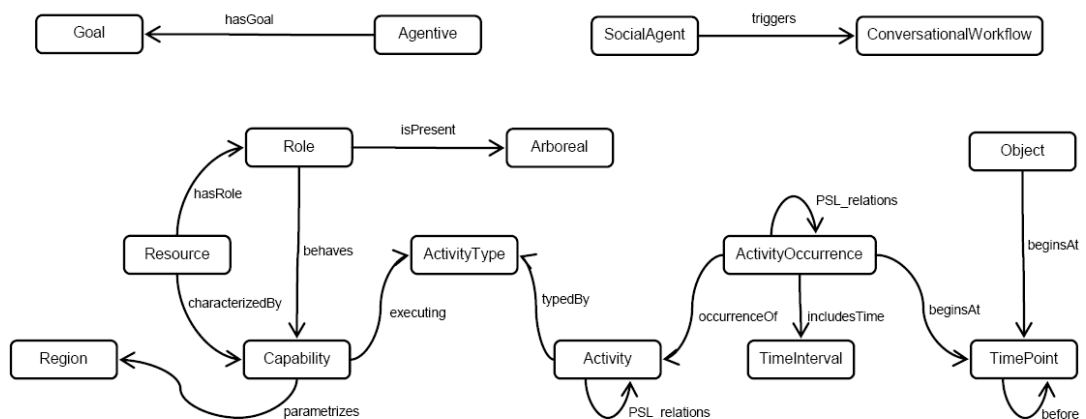 hasGoal
triggers
Goal
Agentive
SocialAgent
ConversationalWorkflow
isPresent
Role
Arboreal
Object
hasRole
PSL_relations
Resource
behaves
ActivityType
ActivityOccurrence
beginsAt
characterizedBy
executing
typedBy
occurrenceOf
includesTime
beginsAt
Region
Capability
Activity
TimeInterval
TimePoint
parametrizes
PSL_relations
before